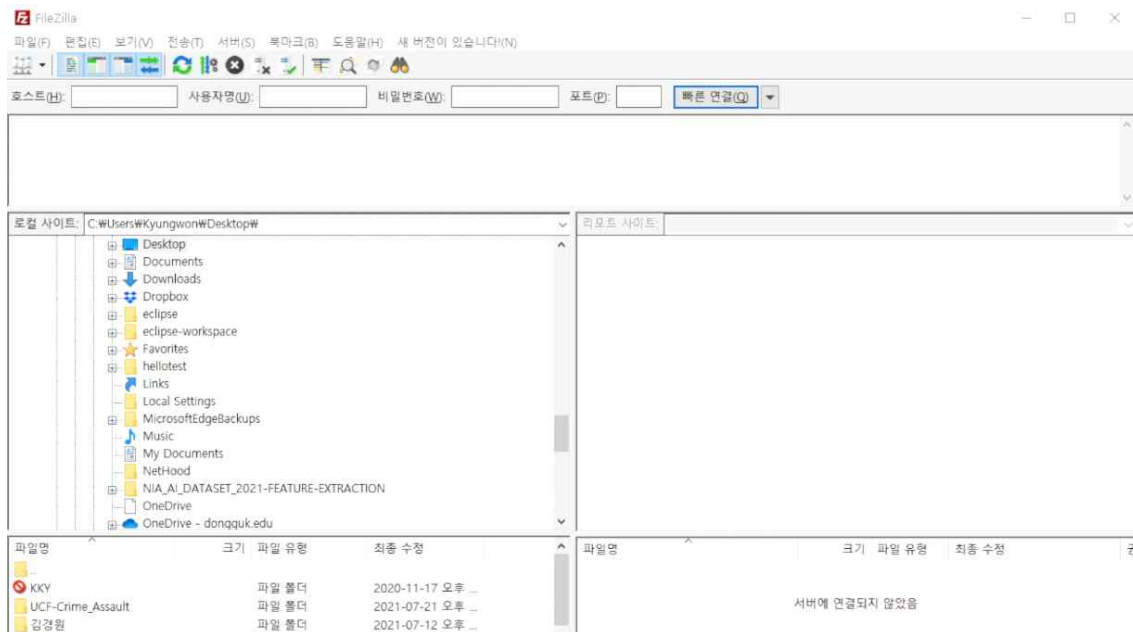 FileZilla
파일(F) 편집(E) 보기(V) 전송(T) 서버(S) 북마크(B) 도움말(H) 새 버전이 있습니다!(N)
호스트(H): 사용자명(U): 비밀번호(W): 포트(P): 빠른 연결(Q)
로컬 사이트: C:₩Users₩Kyungwon₩Desktop₩
리모트 사이트:
Desktop
Documents
Downloads
Dropbox
eclipse
eclipse-workspace
Favorites
hellotest
Links
Local Settings
MicrosoftEdgeBackups
Music
My Documents
NetHood
NIA_AI_DATASET_2021-FEATURE-EXTRACTION
OneDrive
OneDrive - dongguk.edu
파일명 크기 파일 유형 최종 수정
..
KKY 파일 폴더 2020-11-17 오후 ...
UCF-Crime_Assault 파일 폴더 2021-07-21 오후 ...
김경원 파일 폴더 2021-07-12 오후 ...
파일명 크기 파일 유형 최종 수정
서버에 연결되지 않았음